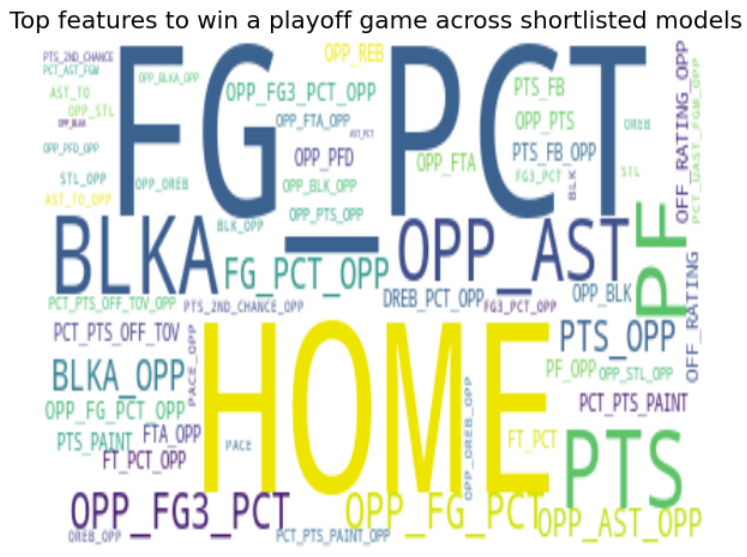 Top features to win a playoff game across shortlisted models
PTS_2ND_CHANCE
PCT_AST_FGM
AST_TO
OPP_STL
OPP_BLKA
OPP_PFD_OPP
STL_OPP
AST_TO_OPP
OPP_BLKA_OPP
OPP_OREB
FG_PCT
OPP_REB
OPP_FG3_PCT_OPP
OPP_FTA_OPP
AST_PCT
OPP_PFD
OPP_BLK_OPP
OPP_PTS_OPP
BLK_OPP
OPP_FTA
PTS_FB
OPP_PTS
PTS_FB_OPP
FG3_PCT
BLK
OREB
STL
OFF_RATING_OPP
PCT_UAST_FGM_OPP
BLKA
FG_PCT_OPP
OPP_AST
PF
OFF_RATING
DREB_PCT_OPP
OPP_BLK
PCT_PTS_OFF_TOV_OPP
PTS_2ND_CHANCE_OPP
FG3_PCT_OPP
PCT_PTS_OFF_TOV
PACE_OPP
HOME
PTS_OPP
BLKA_OPP
PF_OPP
OPP_STL_OPP
OPP_FG_PCT_OPP
PCT_PTS_PAINT
PTS_PAINT
FTA_OPP
FT_PCT_OPP
PACE
OPP_OREB_OPP
FT_PCT
PTS
OPP_FG3_PCT
OPP_FG_PCT
OPP_AST_OPP
OREB_OPP
PCT_PTS_PAINT_OPP